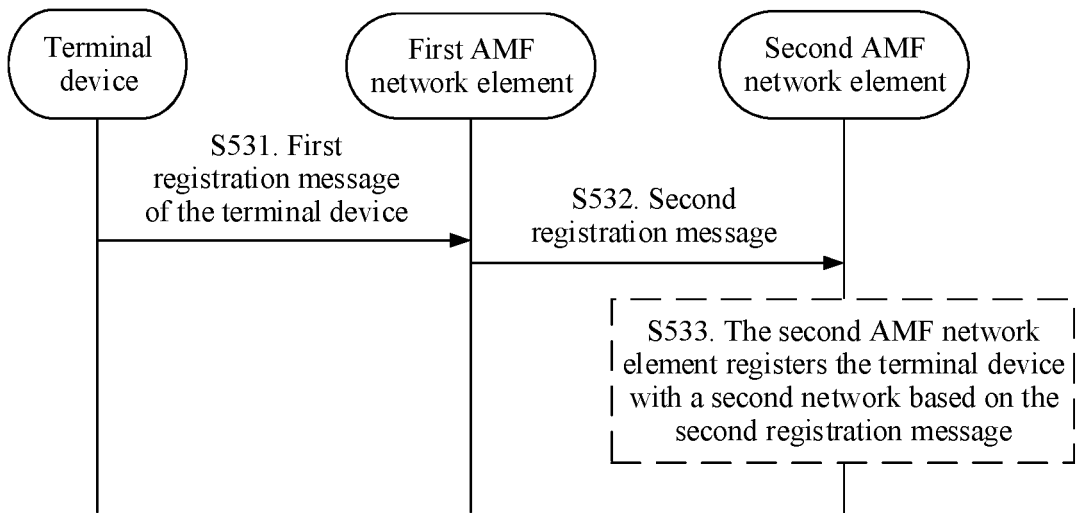 Terminal
device
First AMF
network element
Second AMF
network element
S531. First
registration message
of the terminal device
S532. Second
registration message
S533. The second AMF network
element registers the terminal device
with a second network based on the
second registration message